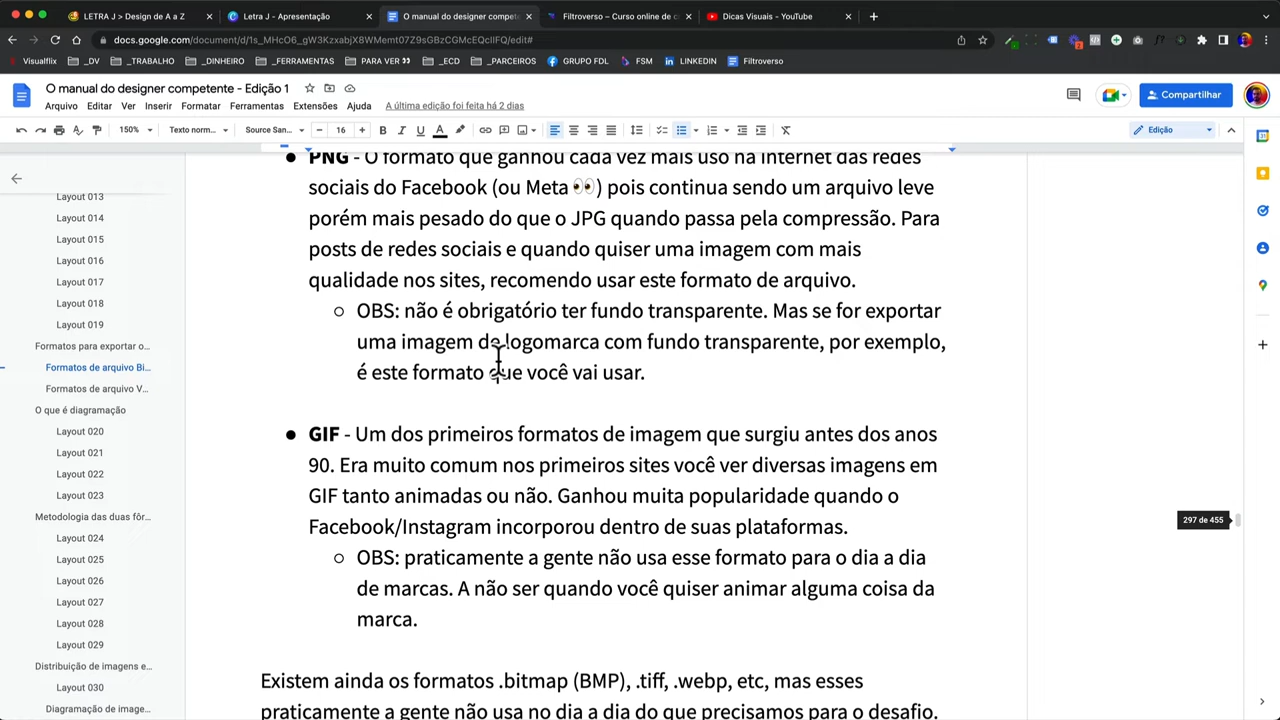 LETRA J > Design de A a Z
Letra J - Apresentação
O manual do designer compete
Filtroverso – Curso online de c
Dicas Visuais - YouTube
docs.google.com/document/d/1s_MHcO6_gW3KzxabjX8WMemt07Z9sGBzCGMcEQcIIFQ/edit#
Visualflix
_DV
_TRABALHO
_DINHEIRO
_FERRAMENTAS
PARA VER 👀
_ECD
_PARCEIROS
GRUPO FDL
FSM
LINKEDIN
Filtroverso
O manual do designer competente - Edição 1
Arquivo Editar Ver Inserir Formatar Ferramentas Extensões Ajuda A última edição foi feita há 2 dias
Compartilhar
150% Texto norm... Source San... 16 Edição
Layout 013
Layout 014
Layout 015
Layout 016
Layout 017
Layout 018
Layout 019
Formatos para exportar o...
Formatos de arquivo Bi...
Formatos de arquivo V...
O que é diagramação
Layout 020
Layout 021
Layout 022
Layout 023
Metodologia das duas fôr...
Layout 024
Layout 025
Layout 026
Layout 027
Layout 028
Layout 029
Distribuição de imagens e...
Layout 030
Diagramação de image...
● PNG - O formato que ganhou cada vez mais uso na internet das redes
sociais do Facebook (ou Meta 👀) pois continua sendo um arquivo leve
porém mais pesado do que o JPG quando passa pela compressão. Para
posts de redes sociais e quando quiser uma imagem com mais
qualidade nos sites, recomendo usar este formato de arquivo.
○ OBS: não é obrigatório ter fundo transparente. Mas se for exportar
uma imagem de logomarca com fundo transparente, por exemplo,
é este formato que você vai usar.
● GIF - Um dos primeiros formatos de imagem que surgiu antes dos anos
90. Era muito comum nos primeiros sites você ver diversas imagens em
GIF tanto animadas ou não. Ganhou muita popularidade quando o
Facebook/Instagram incorporou dentro de suas plataformas.
○ OBS: praticamente a gente não usa esse formato para o dia a dia
de marcas. A não ser quando você quiser animar alguma coisa da
marca.
Existem ainda os formatos .bitmap (BMP), .tiff, .webp, etc, mas esses
praticamente a gente não usa no dia a dia do que precisamos para o desafio.
297 de 455